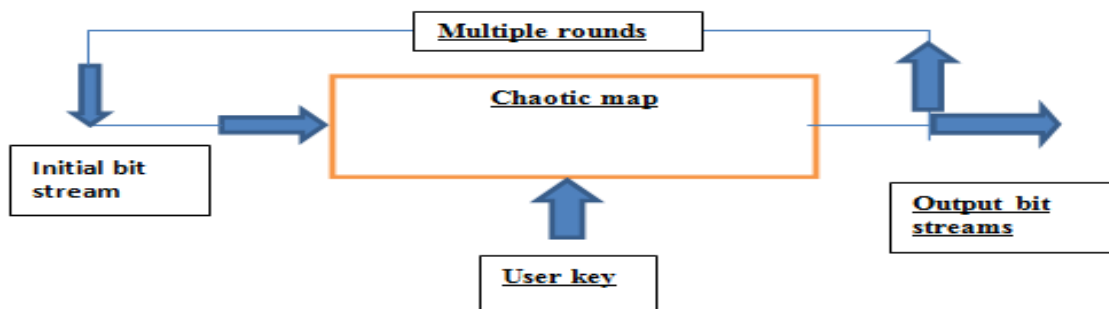 Multiple rounds
Chaotic map
Initial bit
stream
Output bit
streams
User key